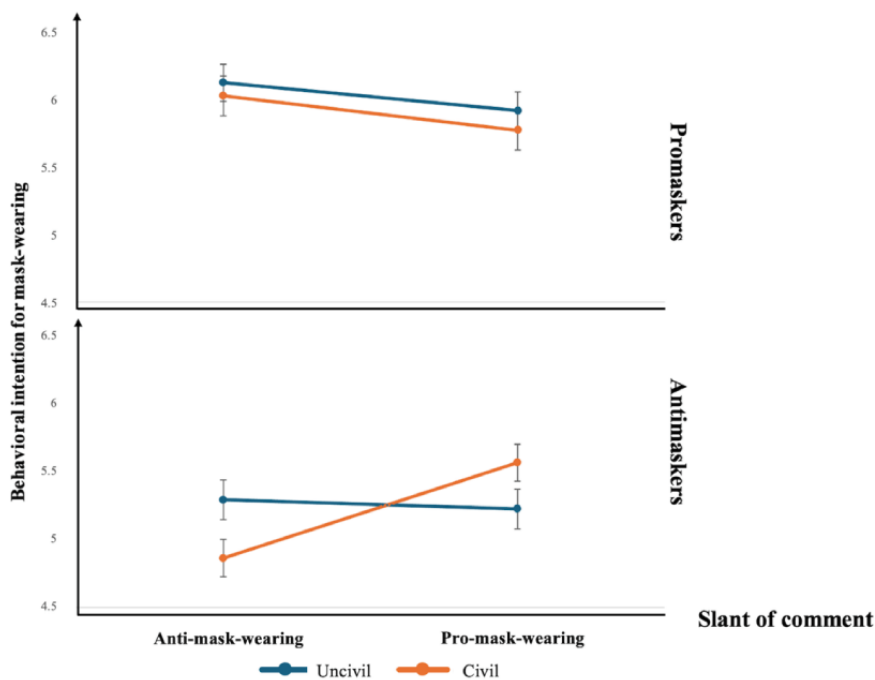 Behavioral intention for mask-wearing
6.5
6
5.5
5
4.5
Promaskers
6.5
6
5.5
5
4.5
Antimaskers
Anti-mask-wearing
Pro-mask-wearing
Slant of comment
Uncivil
Civil